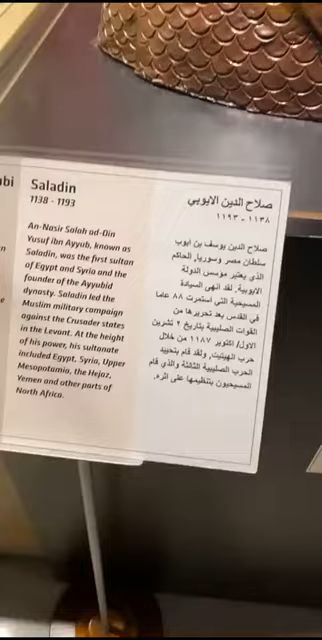 Saladin
1138 - 1193
An-Nasir Salah ad-Din
Yusuf ibn Ayyub, known as
Saladin, was the first sultan
of Egypt and Syria and the
founder of the Ayyubid
dynasty. Saladin led the
Muslim military campaign
against the Crusader states
in the Levant. At the height
of his power, his sultanate
included Egypt, Syria, Upper
Mesopotamia, the Hejaz,
Yemen and other parts of
North Africa.
صلاح الدين الايوبي
١١٣٨ - ١١٩٣
صلاح الدين يوسف بن ايوب
سلطان مصر وسوريا, الحاكم
الذي يعتبر مؤسس الدولة
الايوبية. لقد انهى السيادة
المسيحية التي استمرت ٨٨ عاما
في القدس بعد تحريرها من
القوات الصليبية بتاريخ ٢ تشرين
الاول/ اكتوبر ١١٨٧ من خلال
حرب الهيتيت, ولقد قام بتحييد
الحرب الصليبية الثالثة والذي قام
المسيحيون بتنظيمها على اثره.